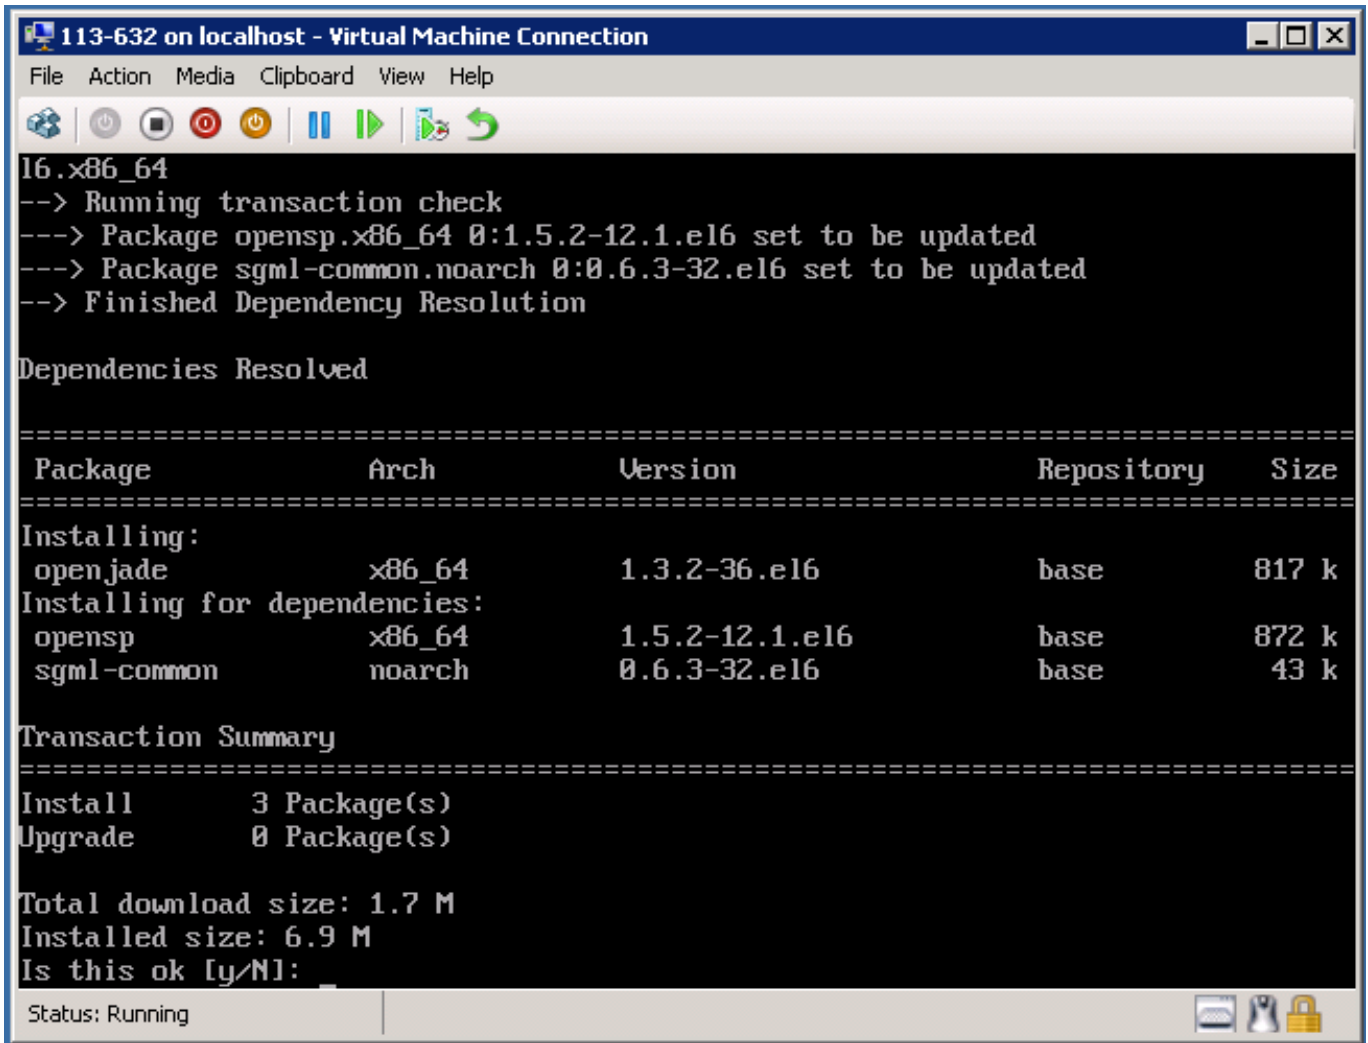 113-632 on localhost - Virtual Machine Connection
File Action Media Clipboard View Help
l6.x86_64
--> Running transaction check
---> Package opensp.x86_64 0:1.5.2-12.1.el6 set to be updated
---> Package sgml-common.noarch 0:0.6.3-32.el6 set to be updated
--> Finished Dependency Resolution
Dependencies Resolved
================================================================================
Package Arch Version Repository Size
================================================================================
Installing:
openjade x86_64 1.3.2-36.el6 base 817 k
Installing for dependencies:
opensp x86_64 1.5.2-12.1.el6 base 872 k
sgml-common noarch 0.6.3-32.el6 base 43 k
Transaction Summary
================================================================================
Install 3 Package(s)
Upgrade 0 Package(s)
Total download size: 1.7 M
Installed size: 6.9 M
Is this ok [y/N]: _
Status: Running